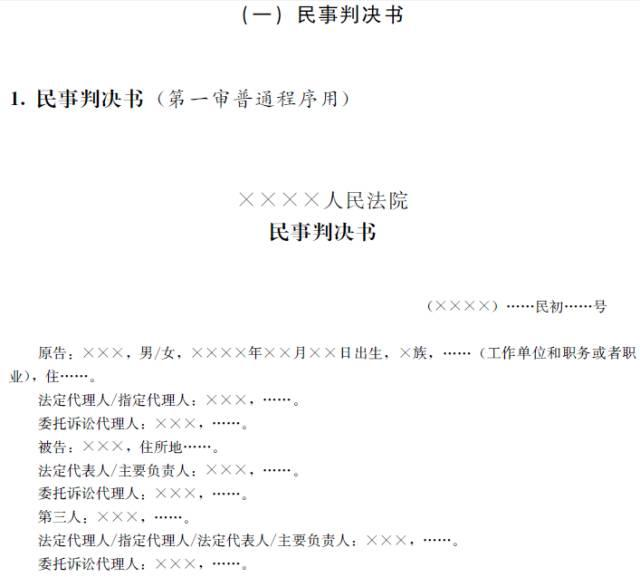 （一）民事判决书
1. 民事判决书（第一审普通程序用）
××××人民法院
民事判决书
（××××）……民初……号
原告：×××，男/女，××××年××月××日出生，×族，……（工作单位和职务或者职
业），住……。
法定代理人/指定代理人：×××，……。
委托诉讼代理人：×××，……。
被告：×××，住所地……。
法定代表人/主要负责人：×××，……。
委托诉讼代理人：×××，……。
第三人：×××，……。
法定代理人/指定代理人/法定代表人/主要负责人：×××，……。
委托诉讼代理人：×××，……。